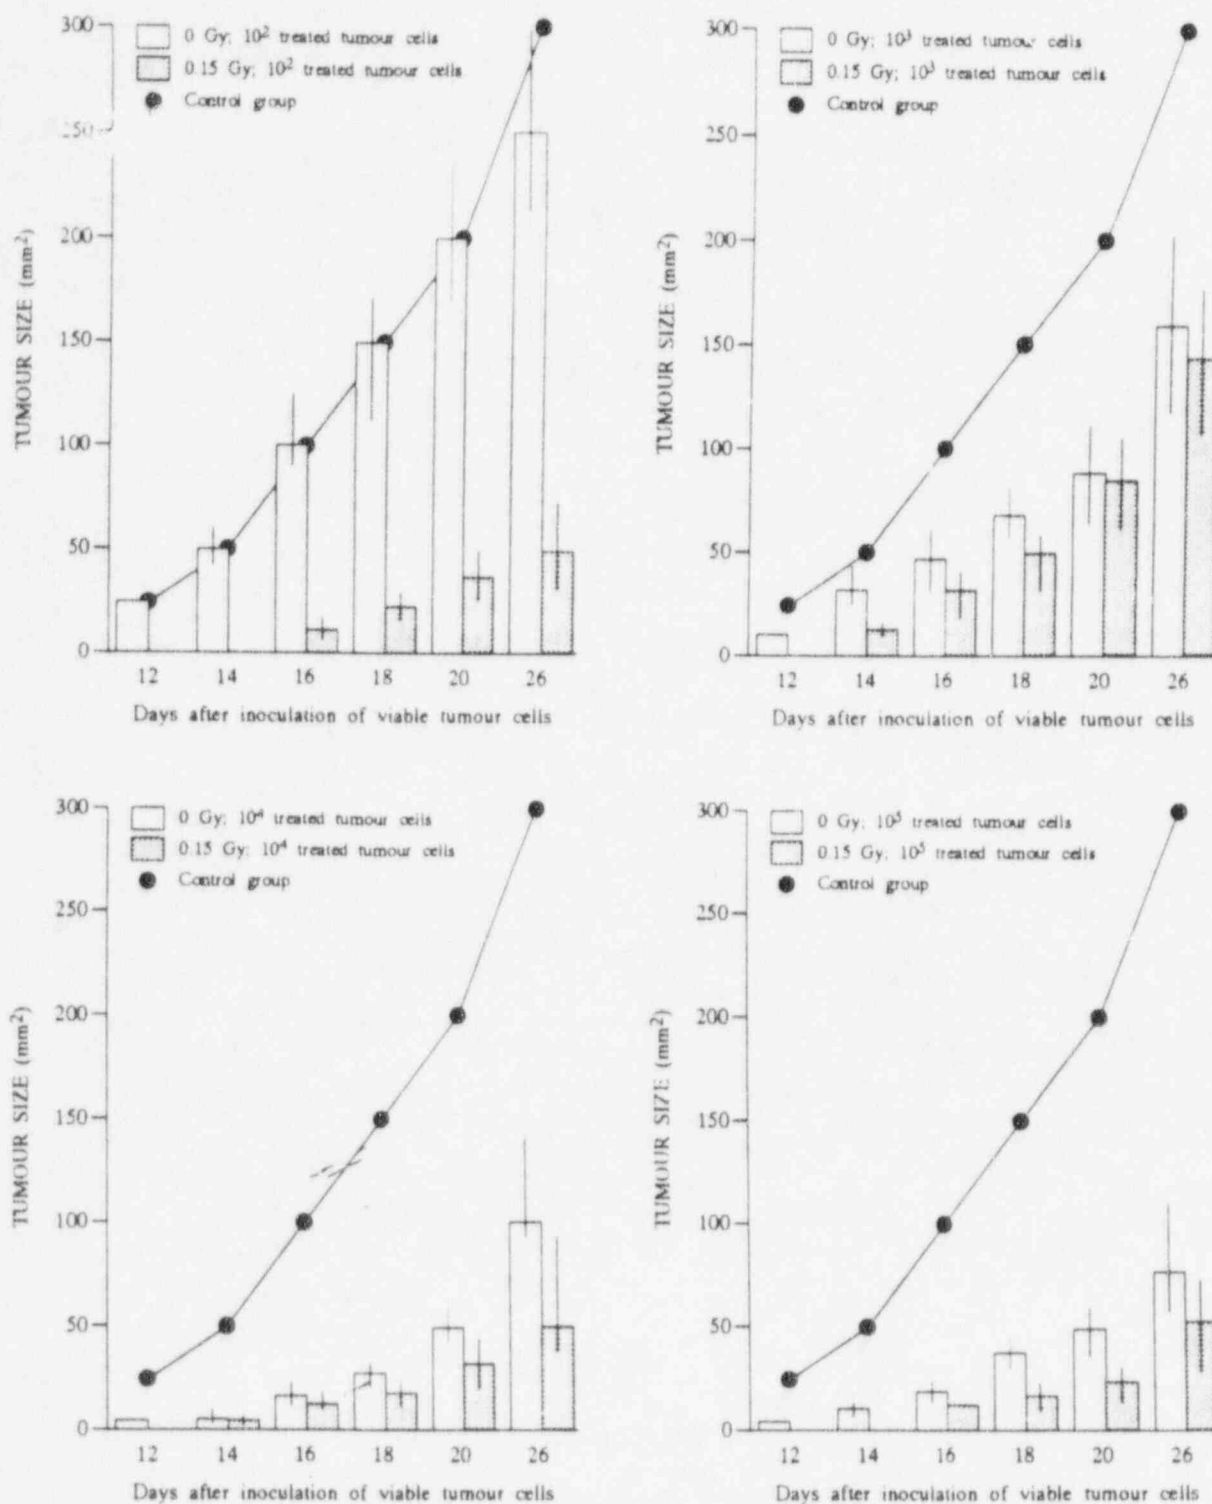 300
0 Gy; 10² treated tumour cells
0.15 Gy; 10² treated tumour cells
Control group
250
200
150
100
50
0
TUMOUR SIZE (mm²)
12 14 16 18 20 26
Days after inoculation of viable tumour cells
300
0 Gy; 10³ treated tumour cells
0.15 Gy; 10³ treated tumour cells
Control group
250
200
150
100
50
0
TUMOUR SIZE (mm²)
12 14 16 18 20 26
Days after inoculation of viable tumour cells
300
0 Gy; 10⁴ treated tumour cells
0.15 Gy; 10⁴ treated tumour cells
Control group
250
200
150
100
50
0
TUMOUR SIZE (mm²)
12 14 16 18 20 26
Days after inoculation of viable tumour cells
300
0 Gy; 10⁵ treated tumour cells
0.15 Gy; 10⁵ treated tumour cells
Control group
250
200
150
100
50
0
TUMOUR SIZE (mm²)
12 14 16 18 20 26
Days after inoculation of viable tumour cells